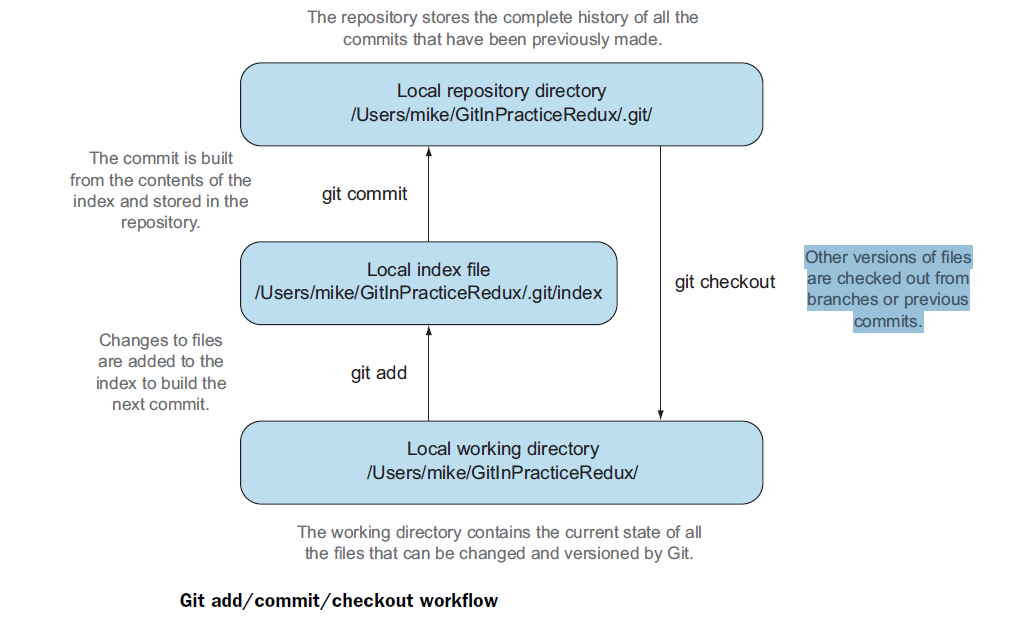 The repository stores the complete history of all the
commits that have been previously made.
Local repository directory
/Users/mike/GitInPracticeRedux/.git/
The commit is built
from the contents of the
index and stored in the
repository.
git commit
Local index file
/Users/mike/GitInPracticeRedux/.git/index
git checkout
Other versions of files
are checked out from
branches or previous
commits.
Changes to files
are added to the
index to build the
next commit.
git add
Local working directory
/Users/mike/GitInPracticeRedux/
The working directory contains the current state of all
the files that can be changed and versioned by Git.
Git add/commit/checkout workflow